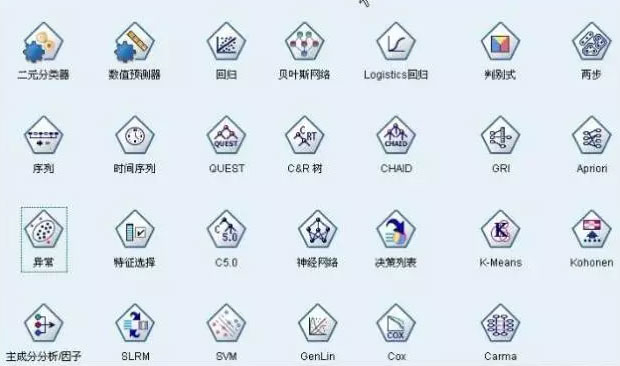 二元分类器 数值预测器 回归 贝叶斯网络 Logistics回归 判别式 两步
QUEST C RT CHAID
序列 时间序列 QUEST C&R 树 CHAID GRI Apriori
C 5.0 K
异常 特征选择 C5.0 神经网络 决策列表 K-Means Kohonen
COX
主成分分析/因子 SLRM SVM GenLin Cox Carma